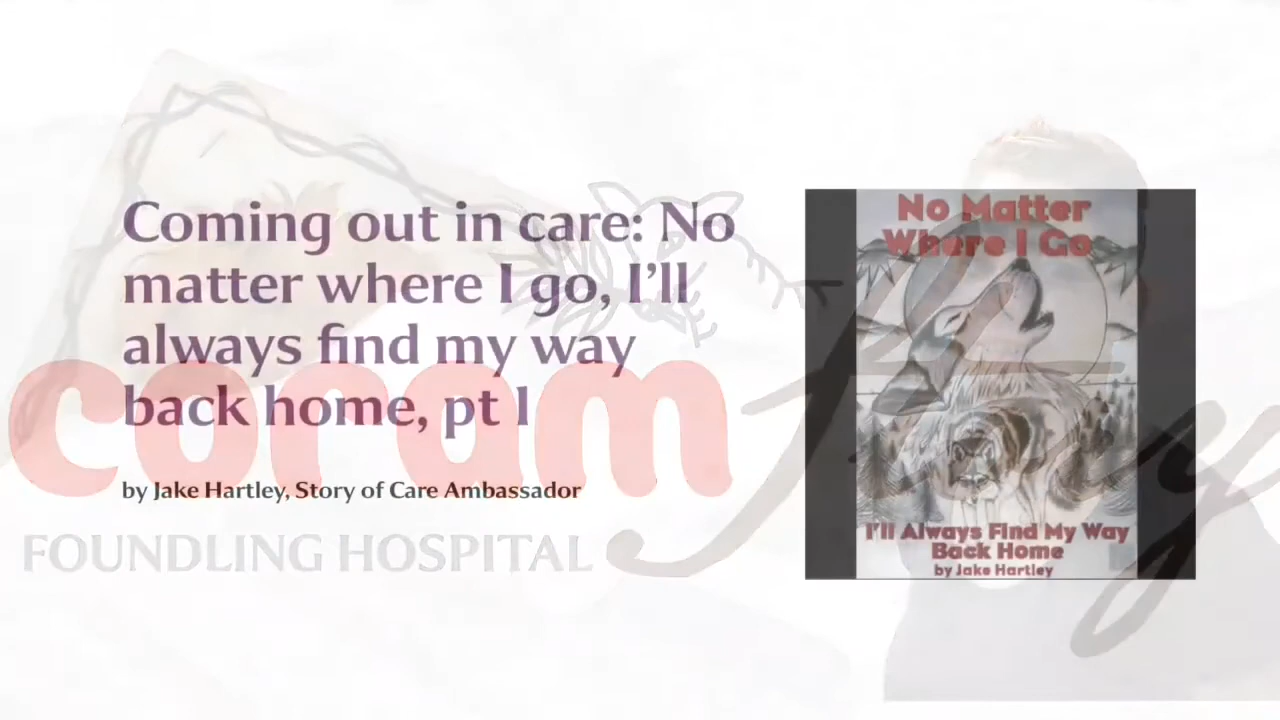 Coming out in care: No
matter where I go, I’ll
always find my way
back home, pt 1
by Jake Hartley, Story of Care Ambassador
coram
FOUNDLING HOSPITAL
No Matter
Where I Go
I'll Always Find My Way
Back Home
by Jake Hartley